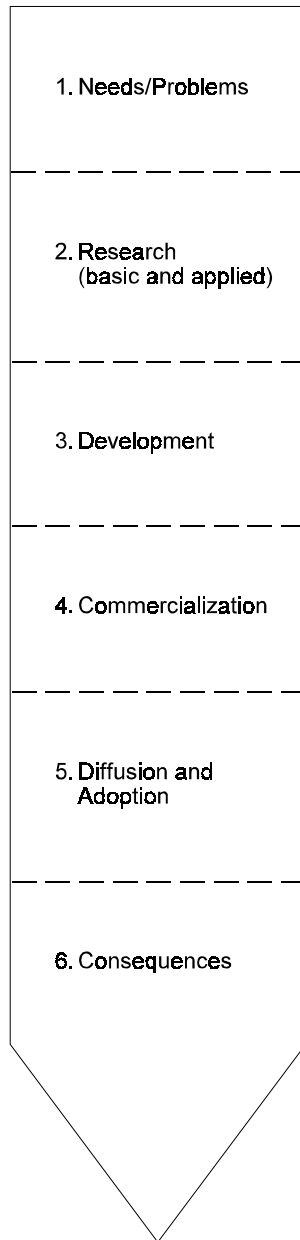 1. Needs/Problems
2. Research
(basic and applied)
3. Development
4. Commercialization
5. Diffusion and
Adoption
6. Consequences